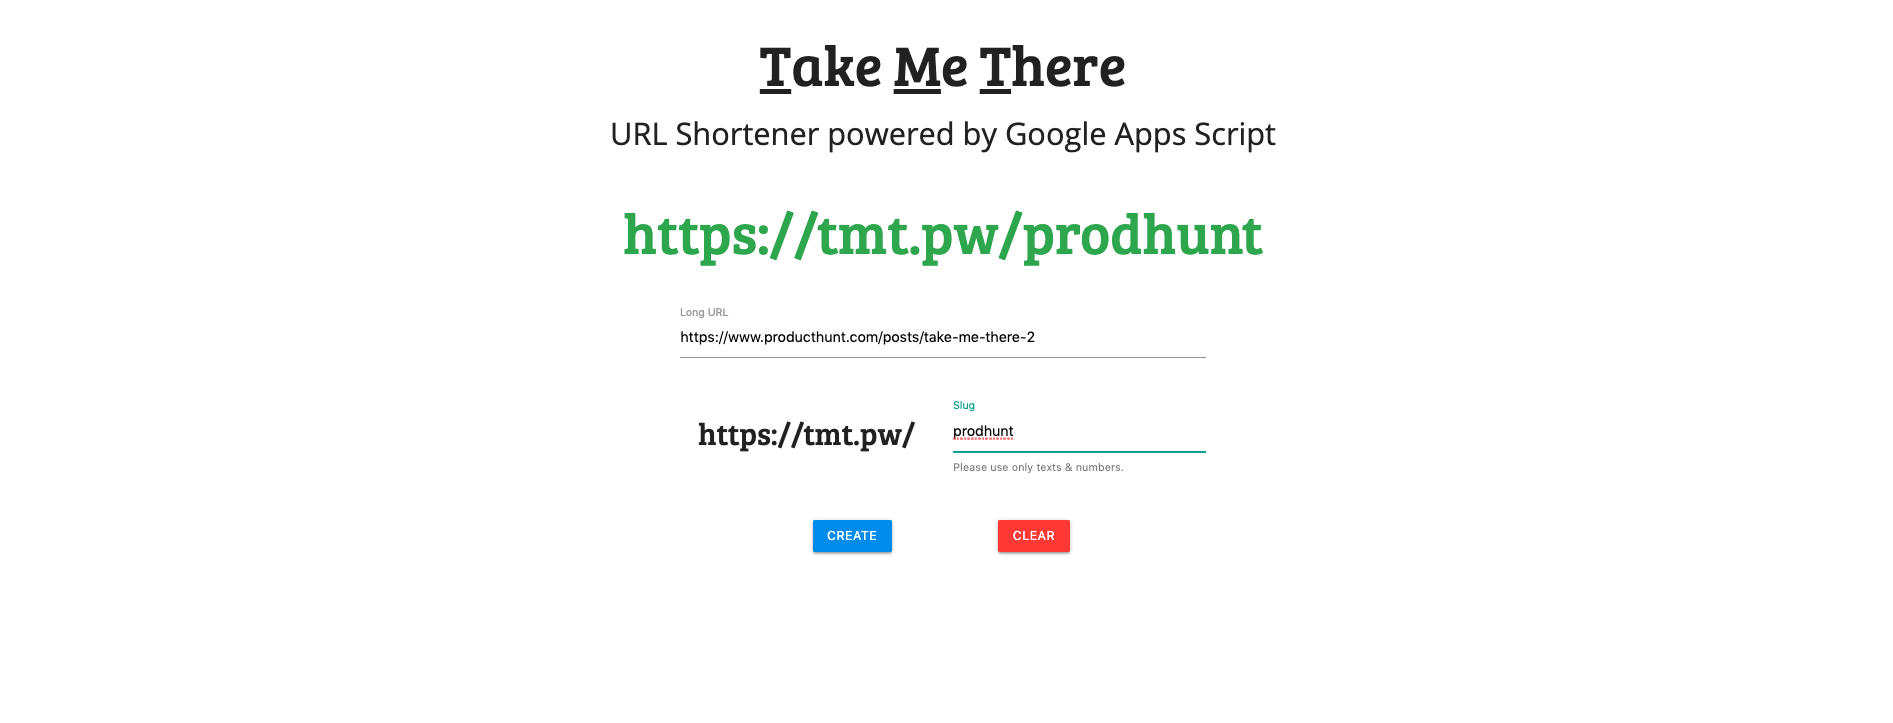 Take Me There
URL Shortener powered by Google Apps Script
https://tmt.pw/prodhunt
Long URL
https://www.producthunt.com/posts/take-me-there-2
Slug
https://tmt.pw/ prodhunt
Please use only texts & numbers.
CREATE CLEAR